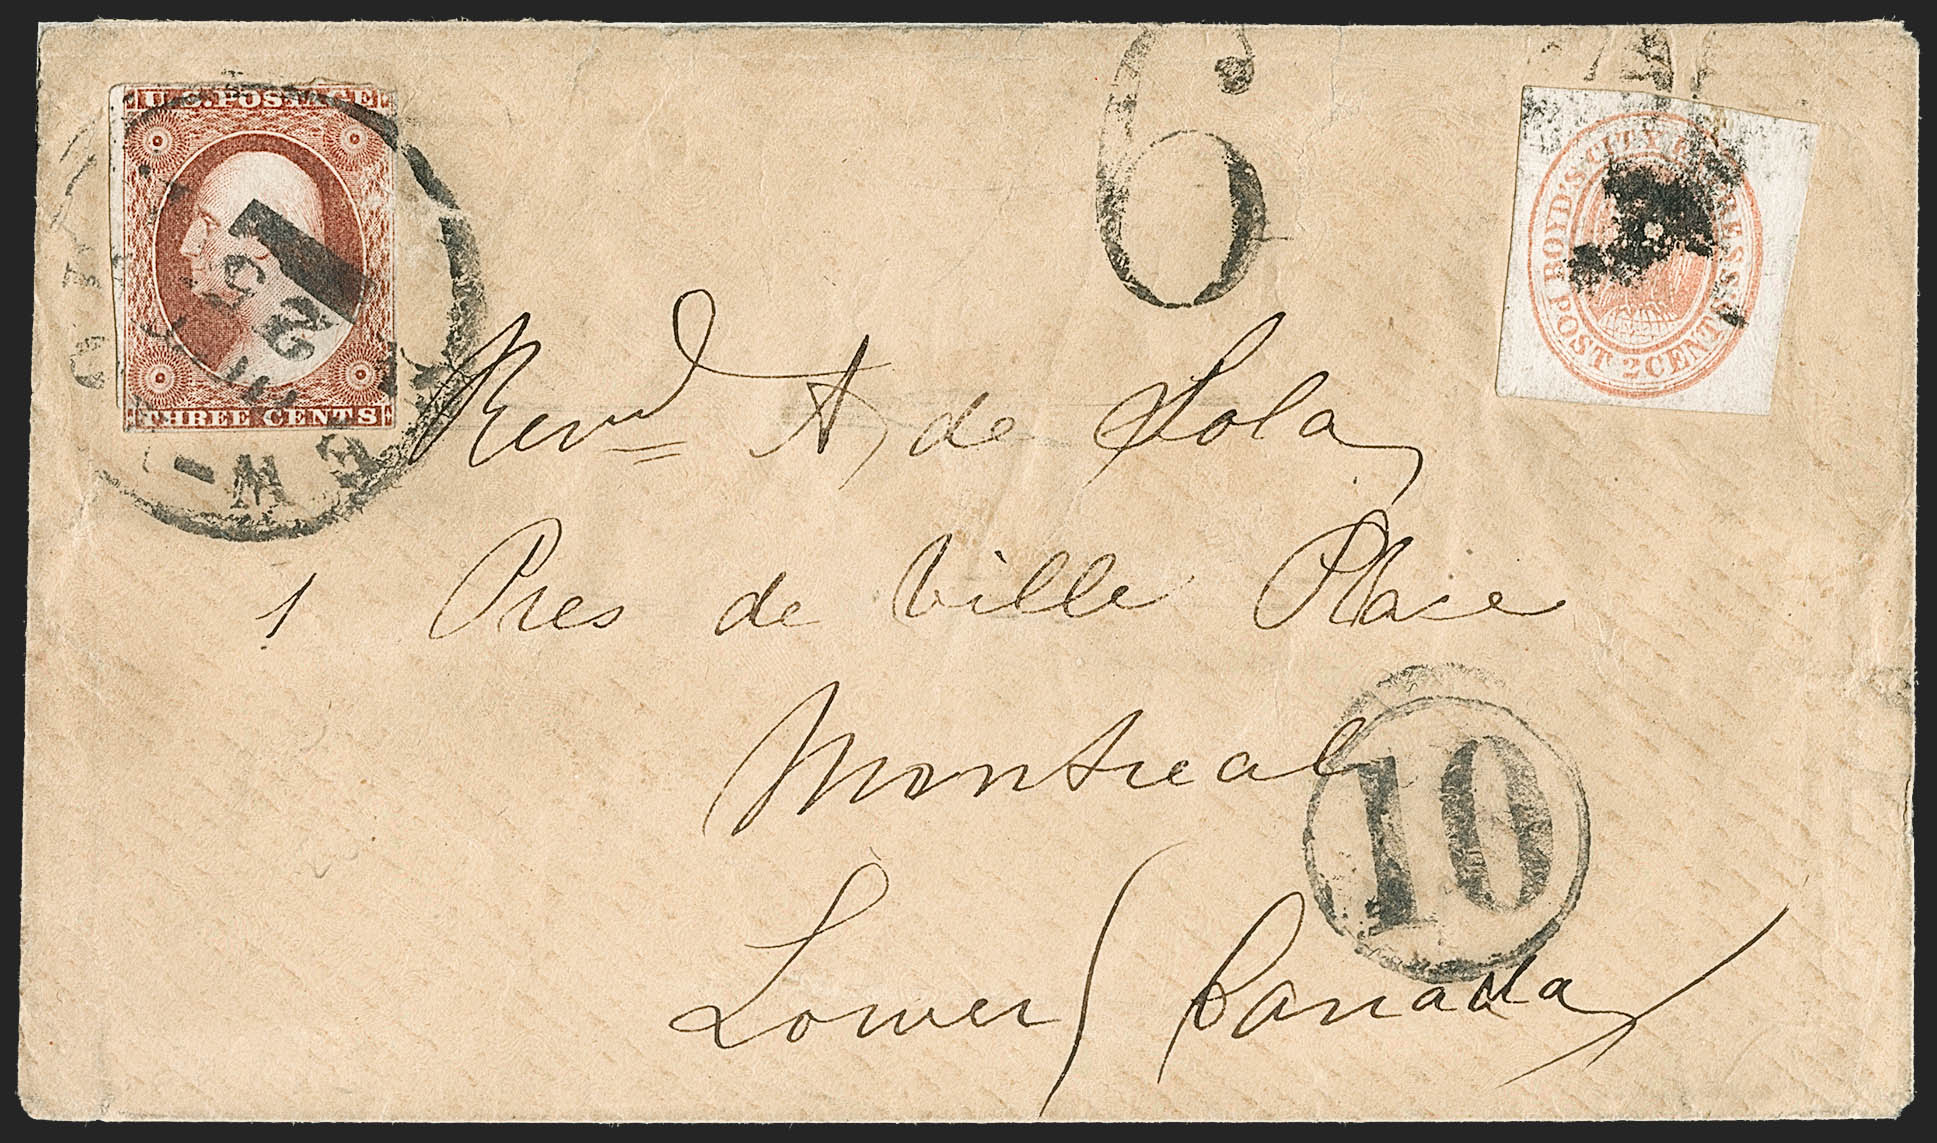 U.S. POSTAGE
THREE CENTS
25
6
BOYD'S CITY EXPRESS
POST 2 CENTS
Revd A, de Sola
1 Pres de Ville Place
Montreal
10
Lower Canada